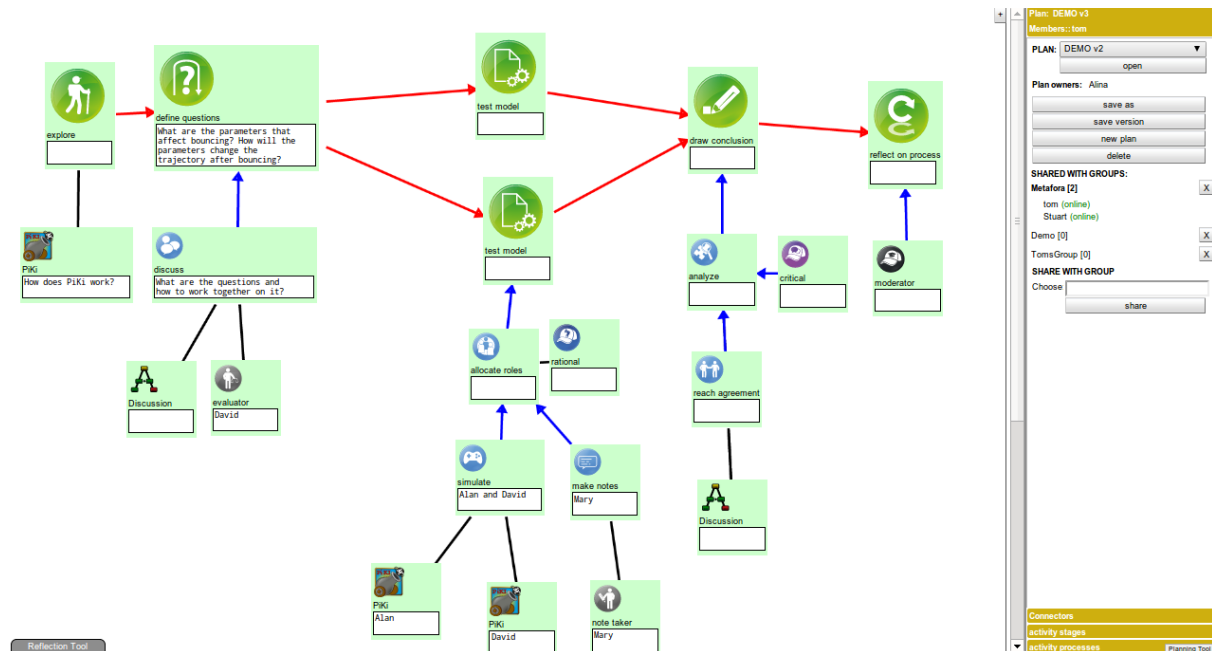 explore
define questions
What are the parameters that
affect bouncing? How will the
parameters change the
trajectory after bouncing?
test model
draw conclusion
reflect on process
test model
PiKi
How does PiKi work?
discuss
What are the questions and
how to work together on it?
analyze
critical
moderator
Discussion
evaluator
David
allocate roles
rational
reach agreement
simulate
Alan and David
make notes
Mary
Discussion
PiKi
Alan
PiKi
David
note taker
Mary
Reflection Tool
+
Plan: DEMO v3
Members::tom
PLAN: DEMO v2
open
Plan owners: Alina
save as
save version
new plan
delete
SHARED WITH GROUPS:
Metafora [2] X
tom (online)
Stuart (online)
Demo [0] X
TomsGroup [0] X
SHARE WITH GROUP
Choose
share
Connectors
activity stages
activity processes
Planning Tool